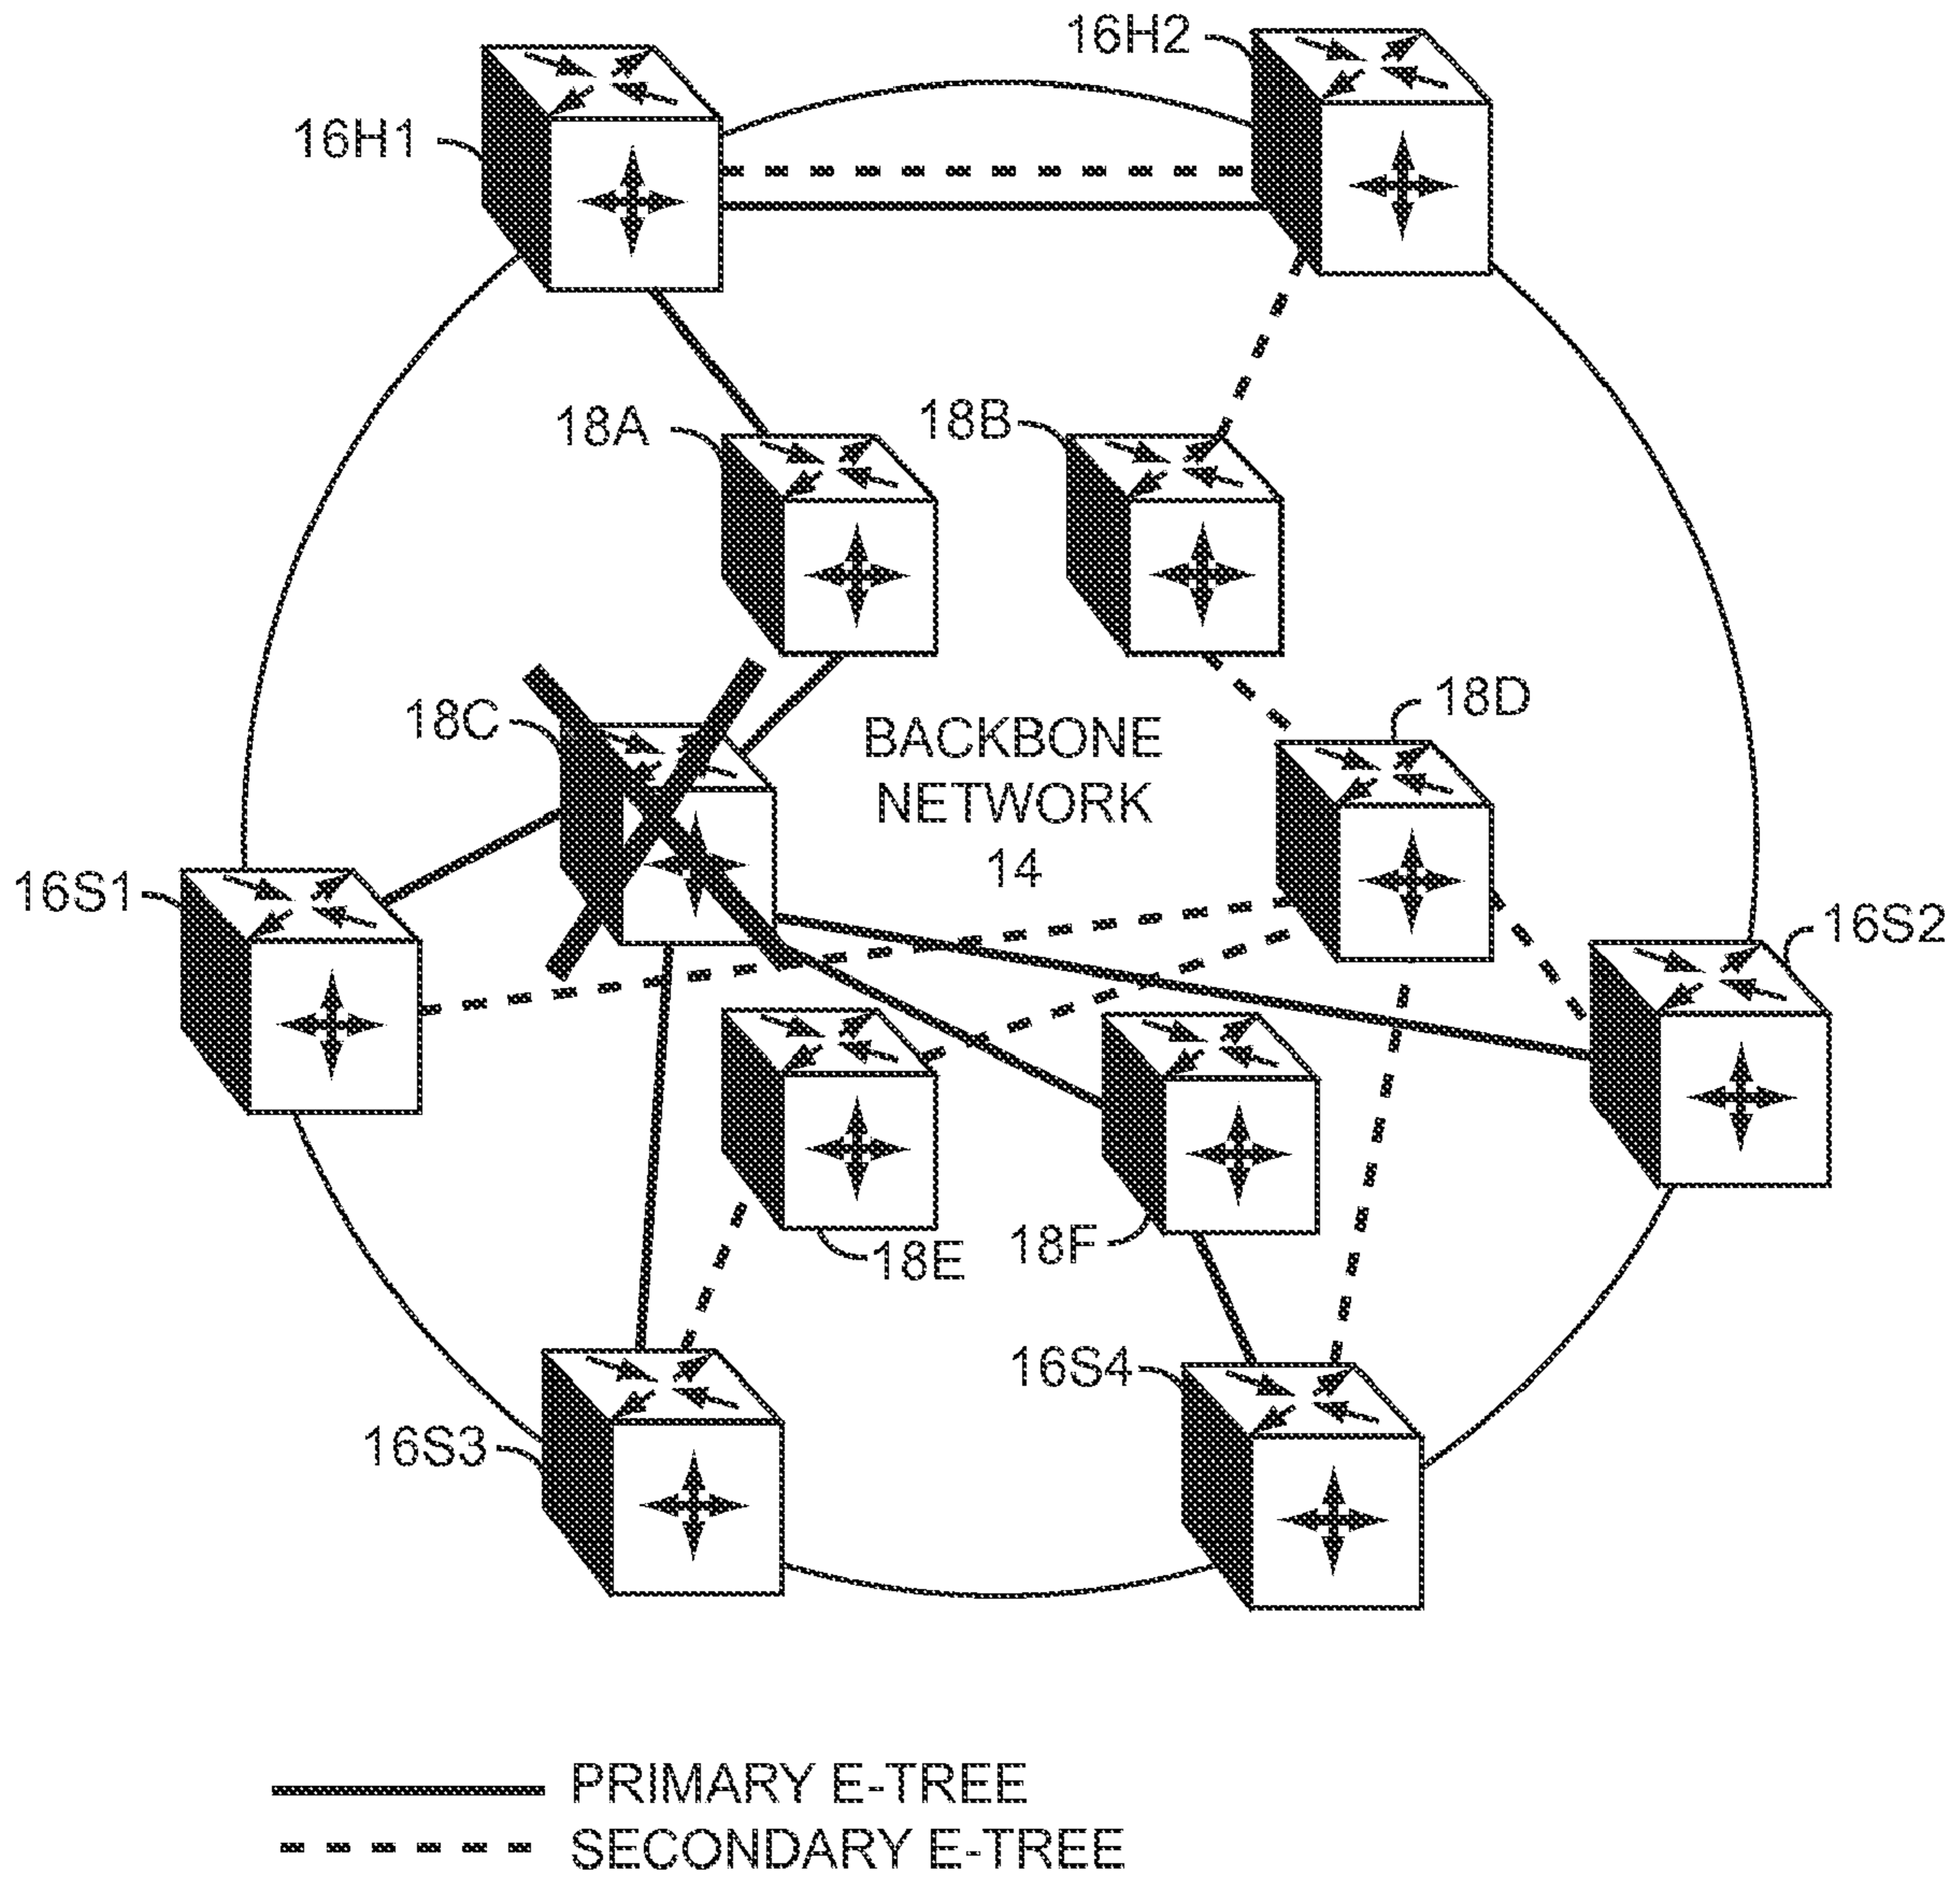 16H2
16H1
18A
18B
18C
BACKBONE
NETWORK
14
18D
16S1
16S2
18E
18F
16S4
16S3
PRIMARY E-TREE
SECONDARY E-TREE